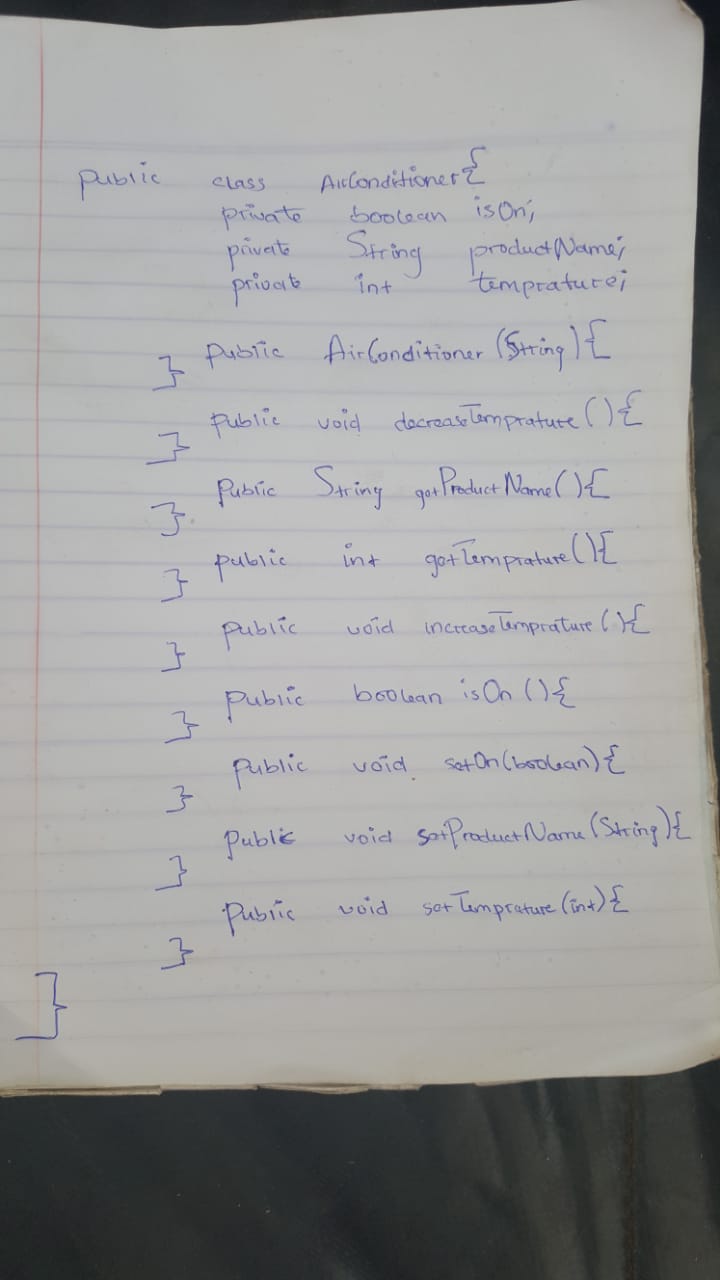 public class AirConditioner{
private boolean isOn;
private String productName;
private int temprature;
public AirConditioner (String){
}
public void decreaseTemprature (){
}
public String getProductName(){
}
public int getTemprature(){
}
public void increaseTemprature (){
}
public boolean isOn (){
}
public void setOn(boolean){
}
public void setProductName(String){
}
public void setTemprature(int){
}
}